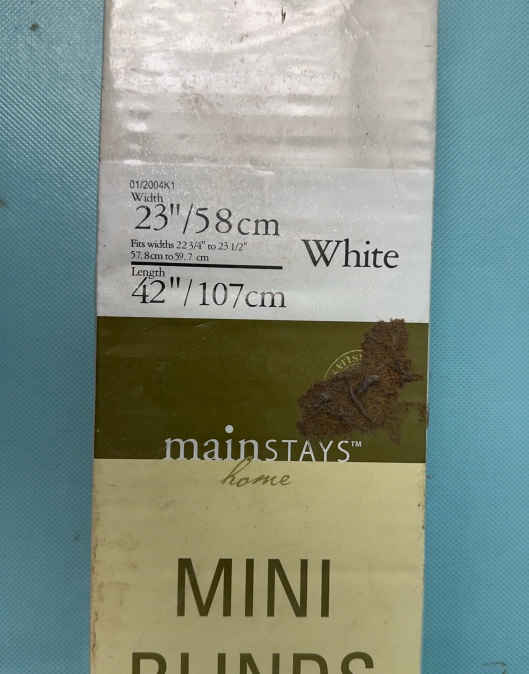 01/2004K1
Width
23"/58cm
Fits widths 22 3/4" to 23 1/2"
57.8cm to 59.7 cm
White
Length
42"/107cm
mainSTAYS™
home
MINI
BLINDS